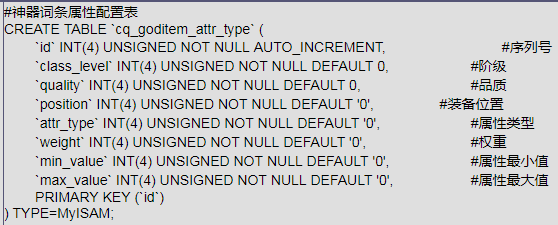 #神器词条属性配置表
CREATE TABLE `cq_goditem_attr_type` (
`id` INT(4) UNSIGNED NOT NULL AUTO_INCREMENT, #序列号
`class_level` INT(4) UNSIGNED NOT NULL DEFAULT 0, #阶级
`quality` INT(4) UNSIGNED NOT NULL DEFAULT 0, #品质
`position` INT(4) UNSIGNED NOT NULL DEFAULT '0', #装备位置
`attr_type` INT(4) UNSIGNED NOT NULL DEFAULT '0', #属性类型
`weight` INT(4) UNSIGNED NOT NULL DEFAULT '0', #权重
`min_value` INT(4) UNSIGNED NOT NULL DEFAULT '0', #属性最小值
`max_value` INT(4) UNSIGNED NOT NULL DEFAULT '0', #属性最大值
PRIMARY KEY (`id`)
) TYPE=MyISAM;